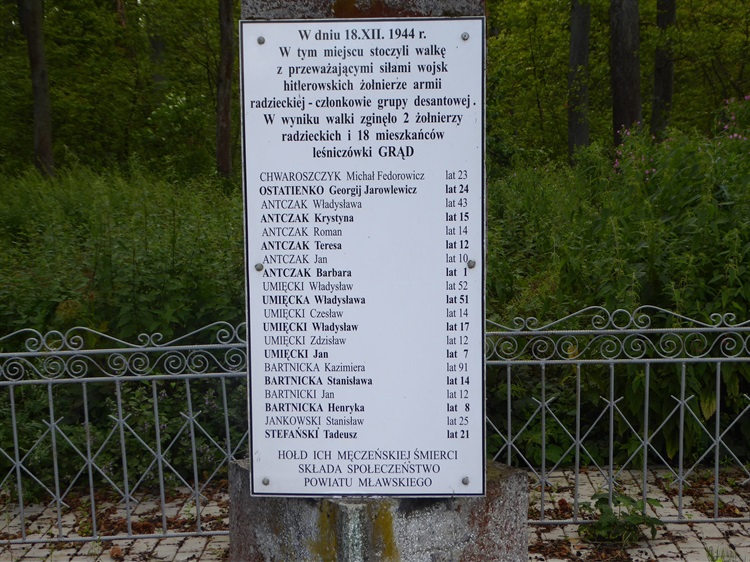 W dniu 18.XII. 1944 r.
W tym miejscu stoczyli walkę
z przeważającymi siłami wojsk
hitlerowskich żołnierze armii
radzieckiej - członkowie grupy desantowej.
W wyniku walki zginęło 2 żołnierzy
radzieckich i 18 mieszkańców
leśniczówki GRĄD
CHWAROSZCZYK Michał Fedorowicz lat 23
OSTATIENKO Georgij Jarowlewicz lat 24
ANTCZAK Władysława lat 43
ANTCZAK Krystyna lat 15
ANTCZAK Roman lat 14
ANTCZAK Teresa lat 12
ANTCZAK Jan lat 10
ANTCZAK Barbara lat 1
UMIĘCKI Władysław lat 52
UMIĘCKA Władysława lat 51
UMIĘCKI Czesław lat 14
UMIĘCKI Władysław lat 17
UMIĘCKI Zdzisław lat 12
UMIĘCKI Jan lat 7
BARTNICKA Kazimiera lat 91
BARTNICKA Stanisława lat 14
BARTNICKI Jan lat 12
BARTNICKA Henryka lat 8
JANKOWSKI Stanisław lat 25
STEFAŃSKI Tadeusz lat 21
HOŁD ICH MĘCZEŃSKIEJ ŚMIERCI
SKŁADA SPOŁECZEŃSTWO
POWIATU MŁAWSKIEGO